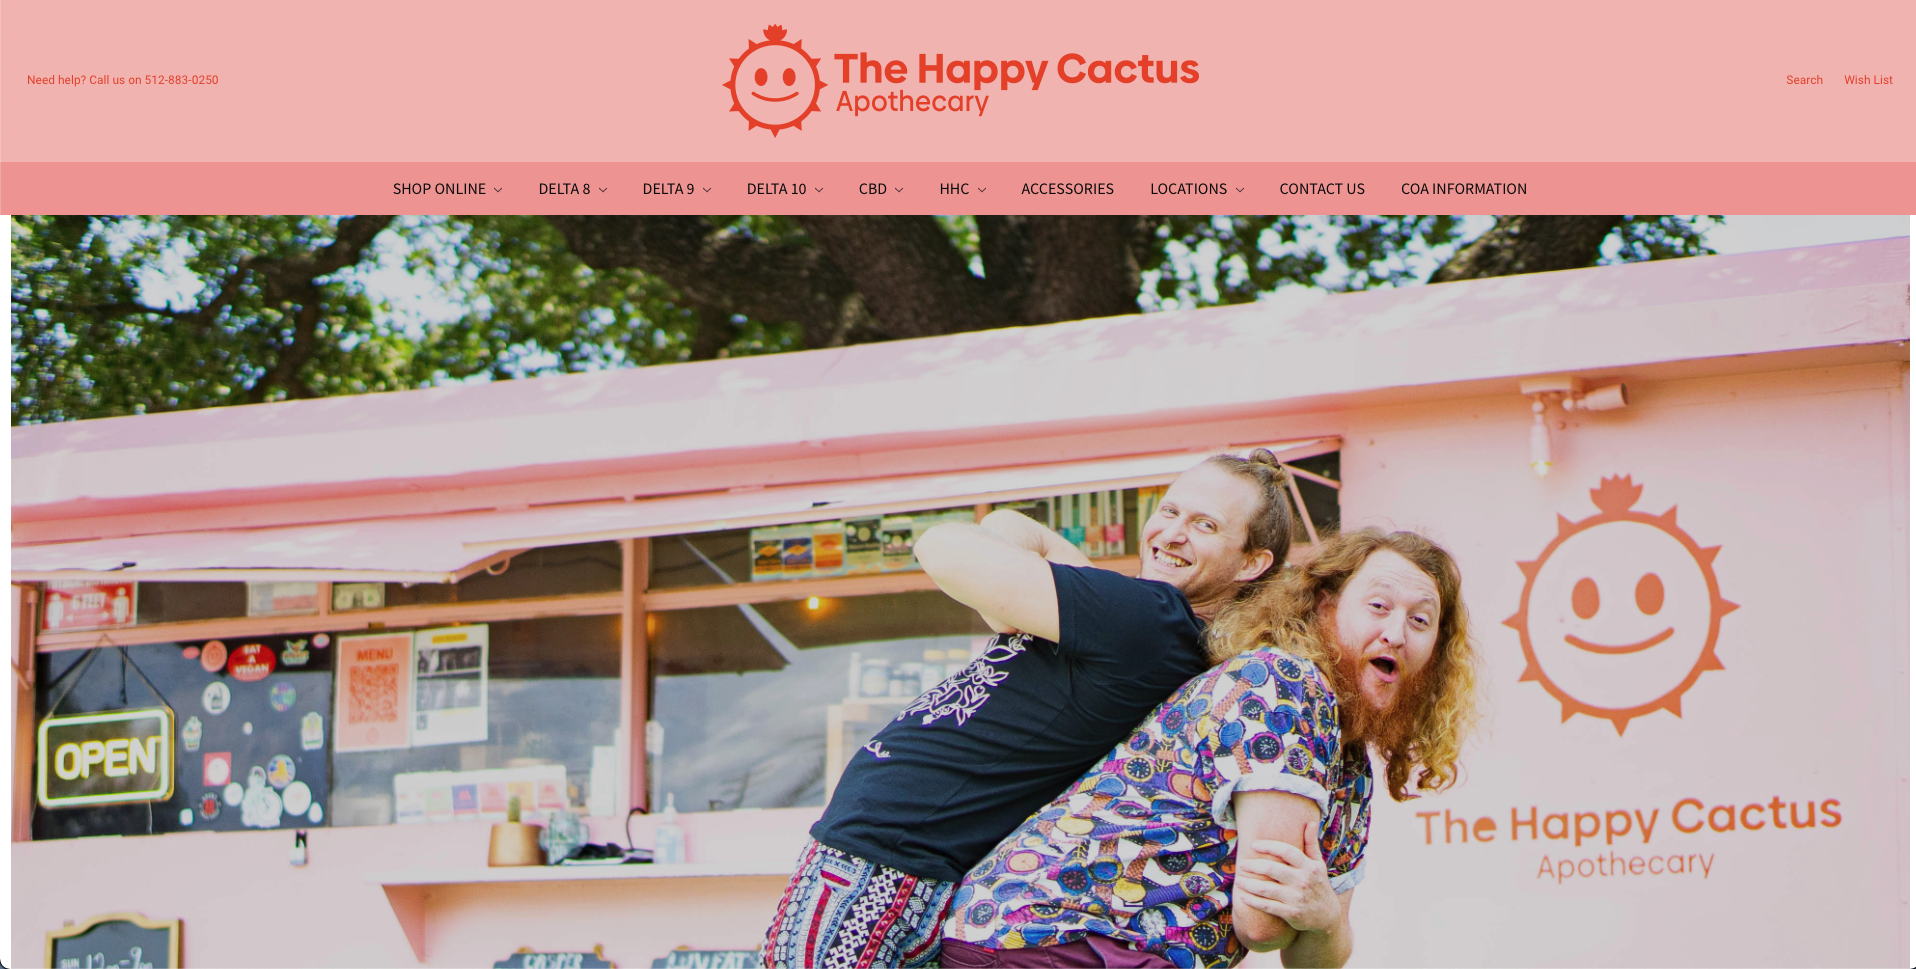 Need help? Call us on 512-883-0250
The Happy Cactus
Apothecary
Search
Wish List
SHOP ONLINE
DELTA 8
DELTA 9
DELTA 10
CBD
HHC
ACCESSORIES
LOCATIONS
CONTACT US
COA INFORMATION
EAT
A
VEGAN
MENU
OPEN
The Happy Cactus
Apothecary
SUN